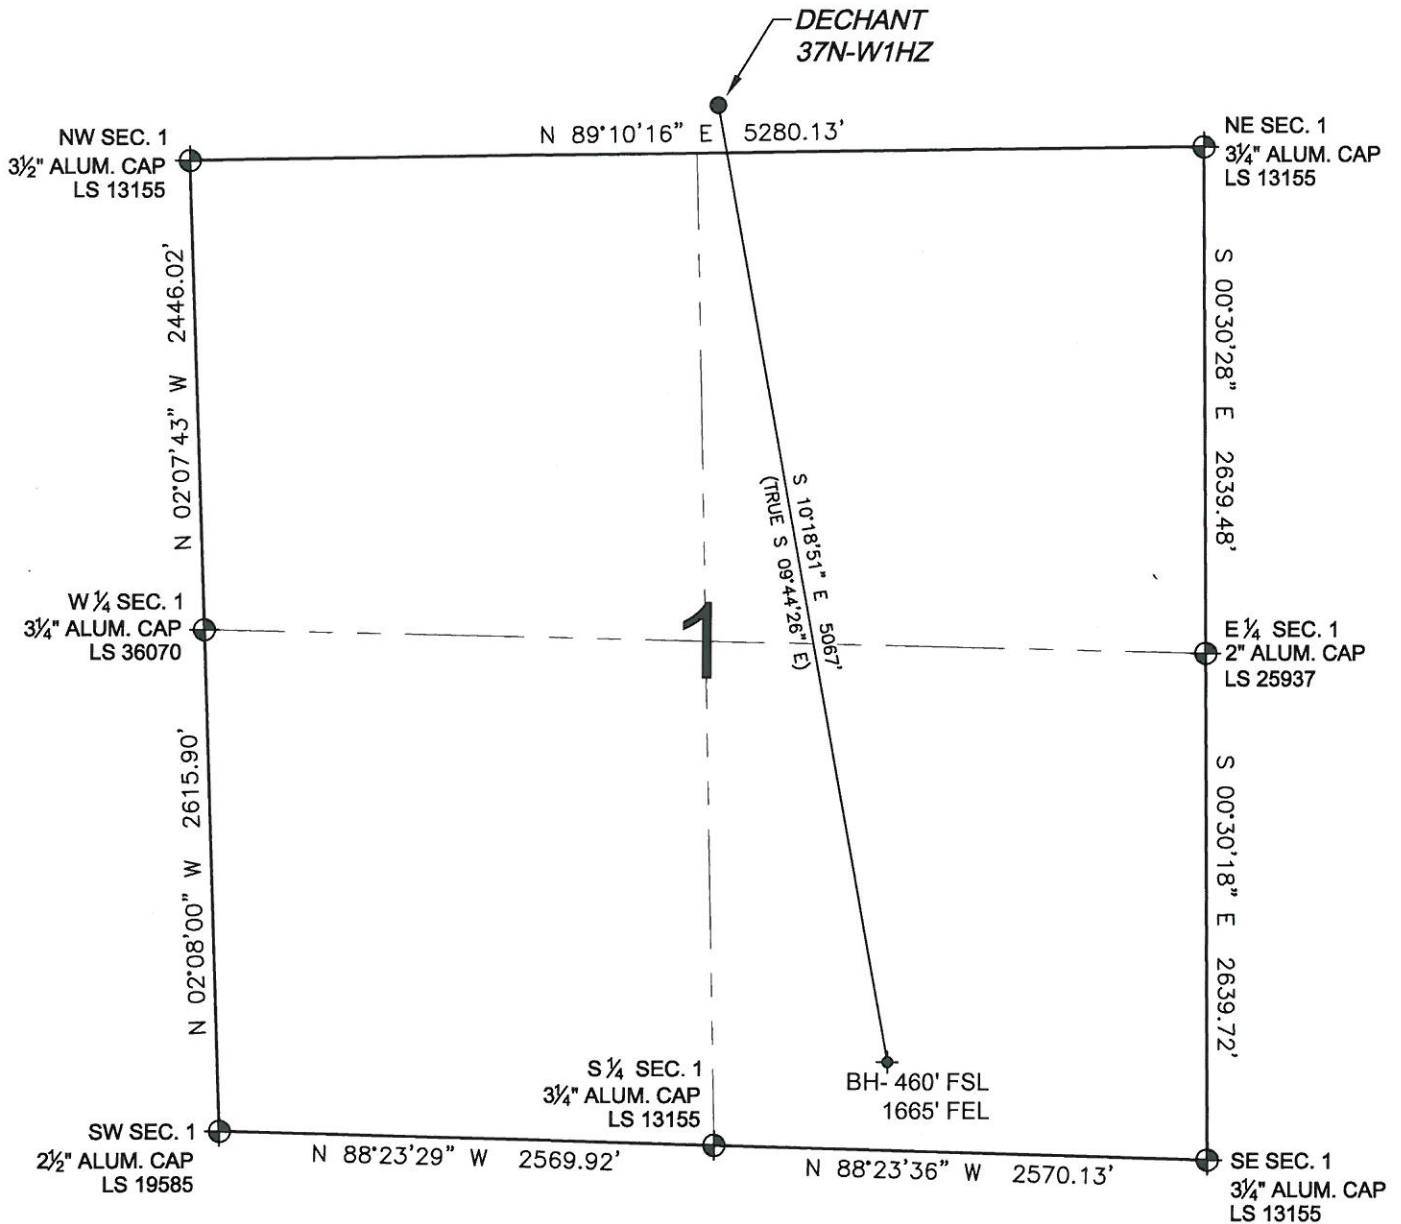 DECHANT
37N-W1HZ
NW SEC. 1
3½" ALUM. CAP
LS 13155
N 89°10'16" E 5280.13'
NE SEC. 1
3¼" ALUM. CAP
LS 13155
N 02°07'43" W 2446.02'
S 00°30'28" E 2639.48'
S 10°18'51" E 5067'
(TRUE S 09°44'26" E)
W ¼ SEC. 1
3¼" ALUM. CAP
LS 36070
1
E ¼ SEC. 1
2" ALUM. CAP
LS 25937
N 02°08'00" W 2615.90'
S 00°30'18" E 2639.72'
S ¼ SEC. 1
3¼" ALUM. CAP
LS 13155
BH- 460' FSL
1665' FEL
SW SEC. 1
2½" ALUM. CAP
LS 19585
N 88°23'29" W 2569.92'
N 88°23'36" W 2570.13'
SE SEC. 1
3¼" ALUM. CAP
LS 13155